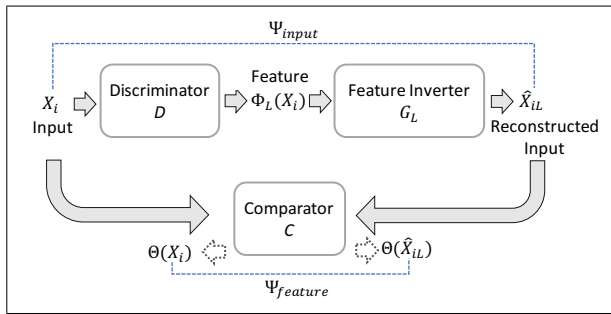 Ψ_input
X_i
Input
Discriminator
D
Feature
Φ_L(X_i)
Feature Inverter
G_L
X̂_iL
Reconstructed
Input
Comparator
C
Θ(X_i)
Θ(X̂_iL)
Ψ_feature